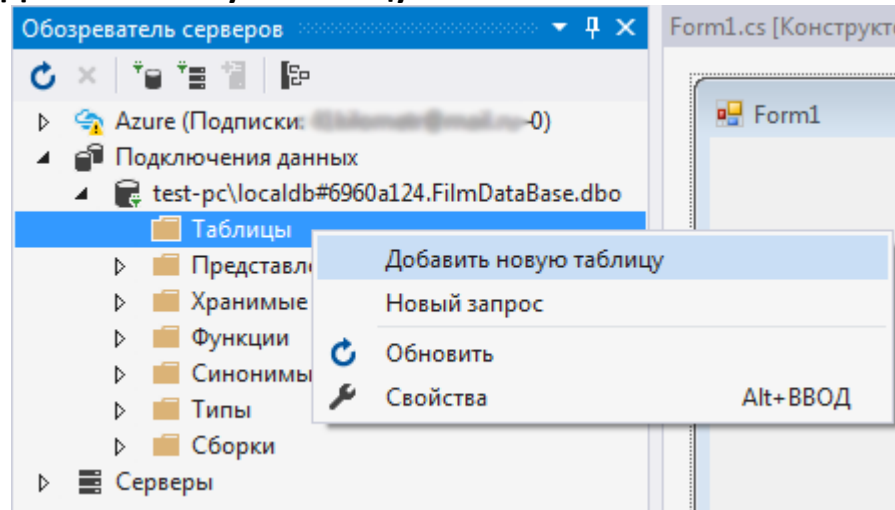 Обозреватель серверов
Form1.cs [Конструкт
Azure (Подписки: -0)
Form1
Подключения данных
test-pc\localdb#6960a124.FilmDataBase.dbo
Таблицы
Добавить новую таблицу
Представл
Новый запрос
Хранимые
Функции
Обновить
Синонимы
Свойства Alt+ВВОД
Типы
Сборки
Серверы